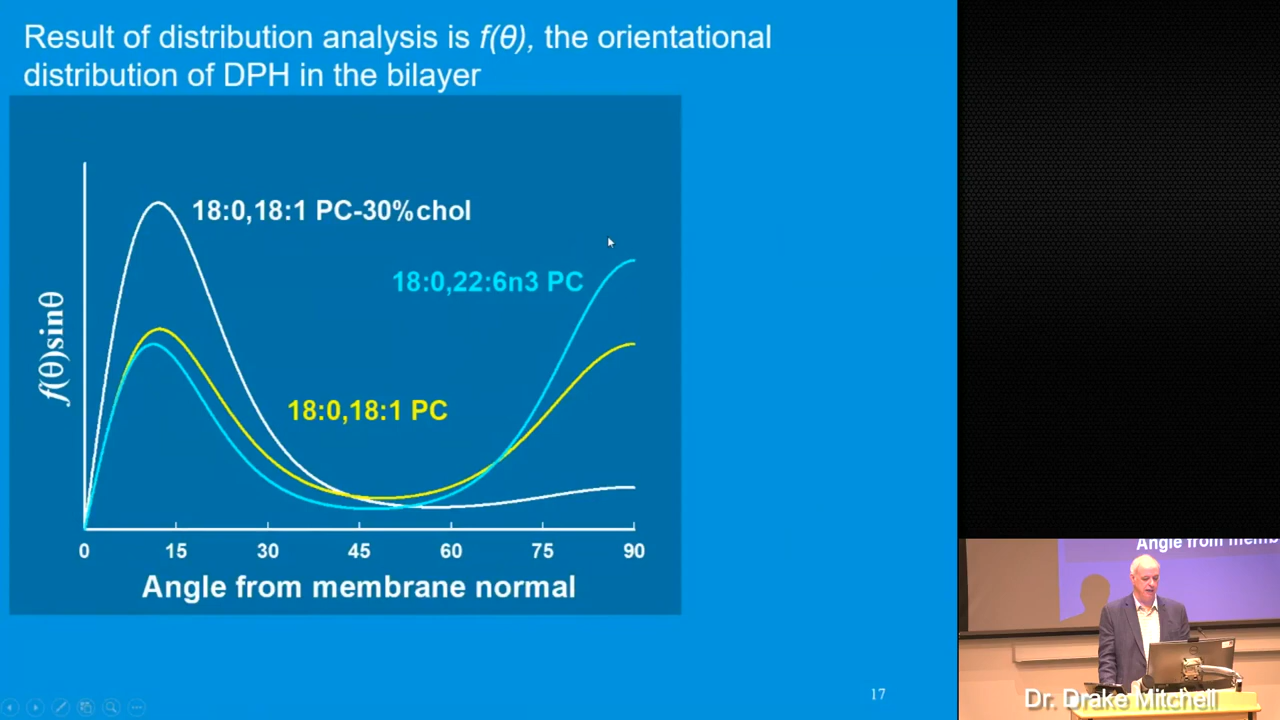 Result of distribution analysis is f(θ), the orientational
distribution of DPH in the bilayer
18:0,18:1 PC-30%chol
18:0,22:6n3 PC
f(θ)sinθ
18:0,18:1 PC
0 15 30 45 60 75 90
Angle from membrane normal
17
Angle from memb
Dr. Drake Mitchell